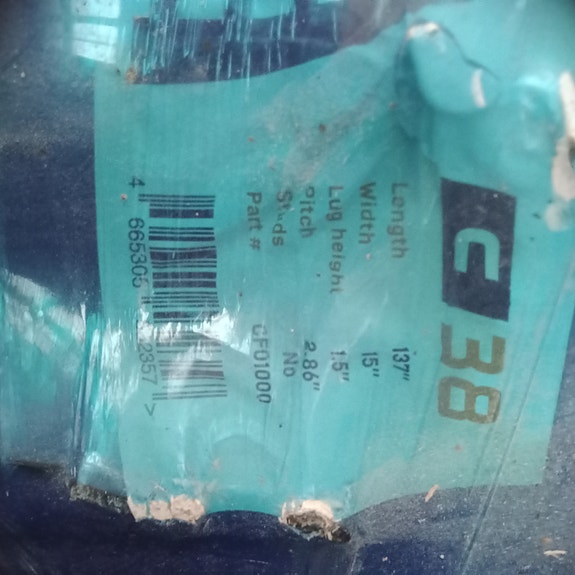 C 38
Length 137"
Width 15"
Lug height 1.5"
Pitch 2.86"
Studs No
Part # CF01000
4 665305 2357 >